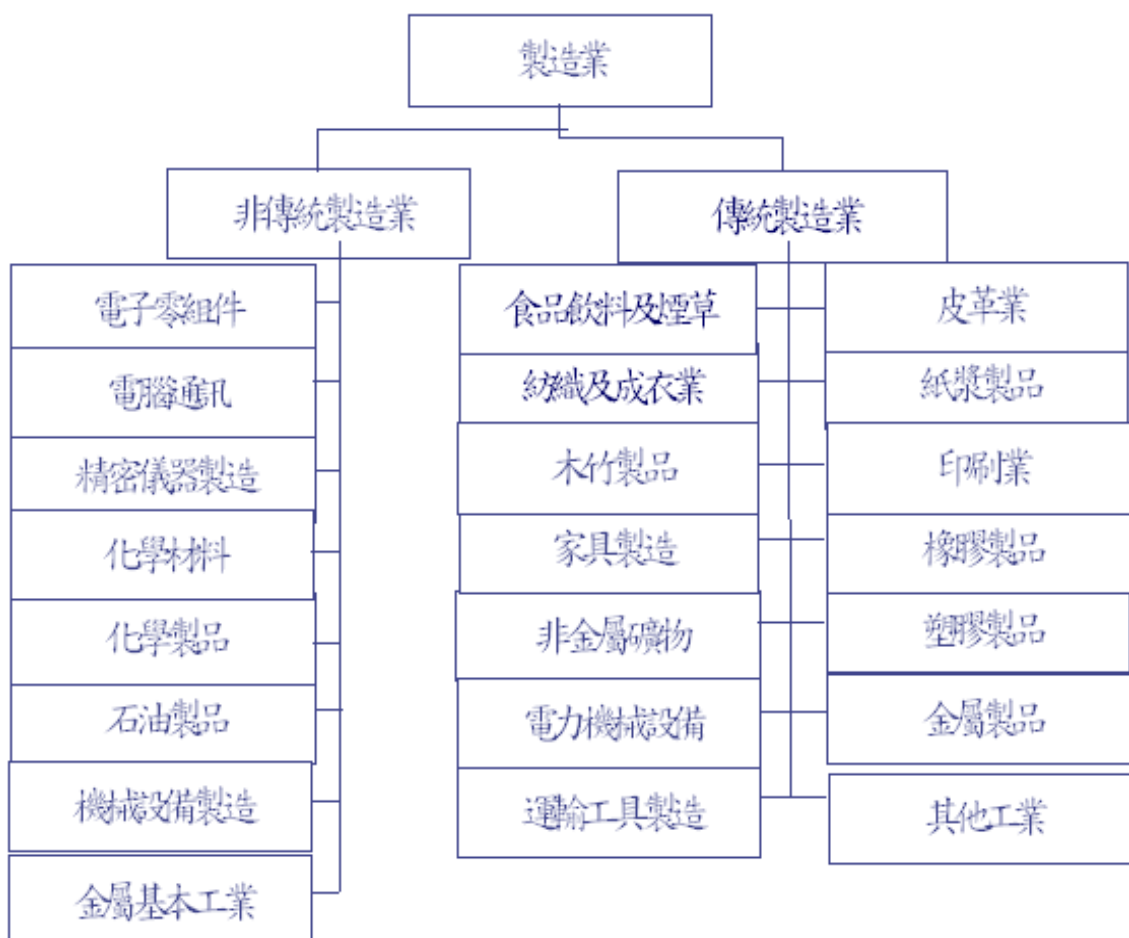 製造業
非傳統製造業
傳統製造業
電子零組件
電腦通訊
精密儀器製造
化學材料
化學製品
石油製品
機械設備製造
金屬基本工業
食品飲料及煙草
紡織及成衣業
木竹製品
家具製造
非金屬礦物
電力機械設備
運輸工具製造
皮革業
紙漿製品
印刷業
橡膠製品
塑膠製品
金屬製品
其他工業